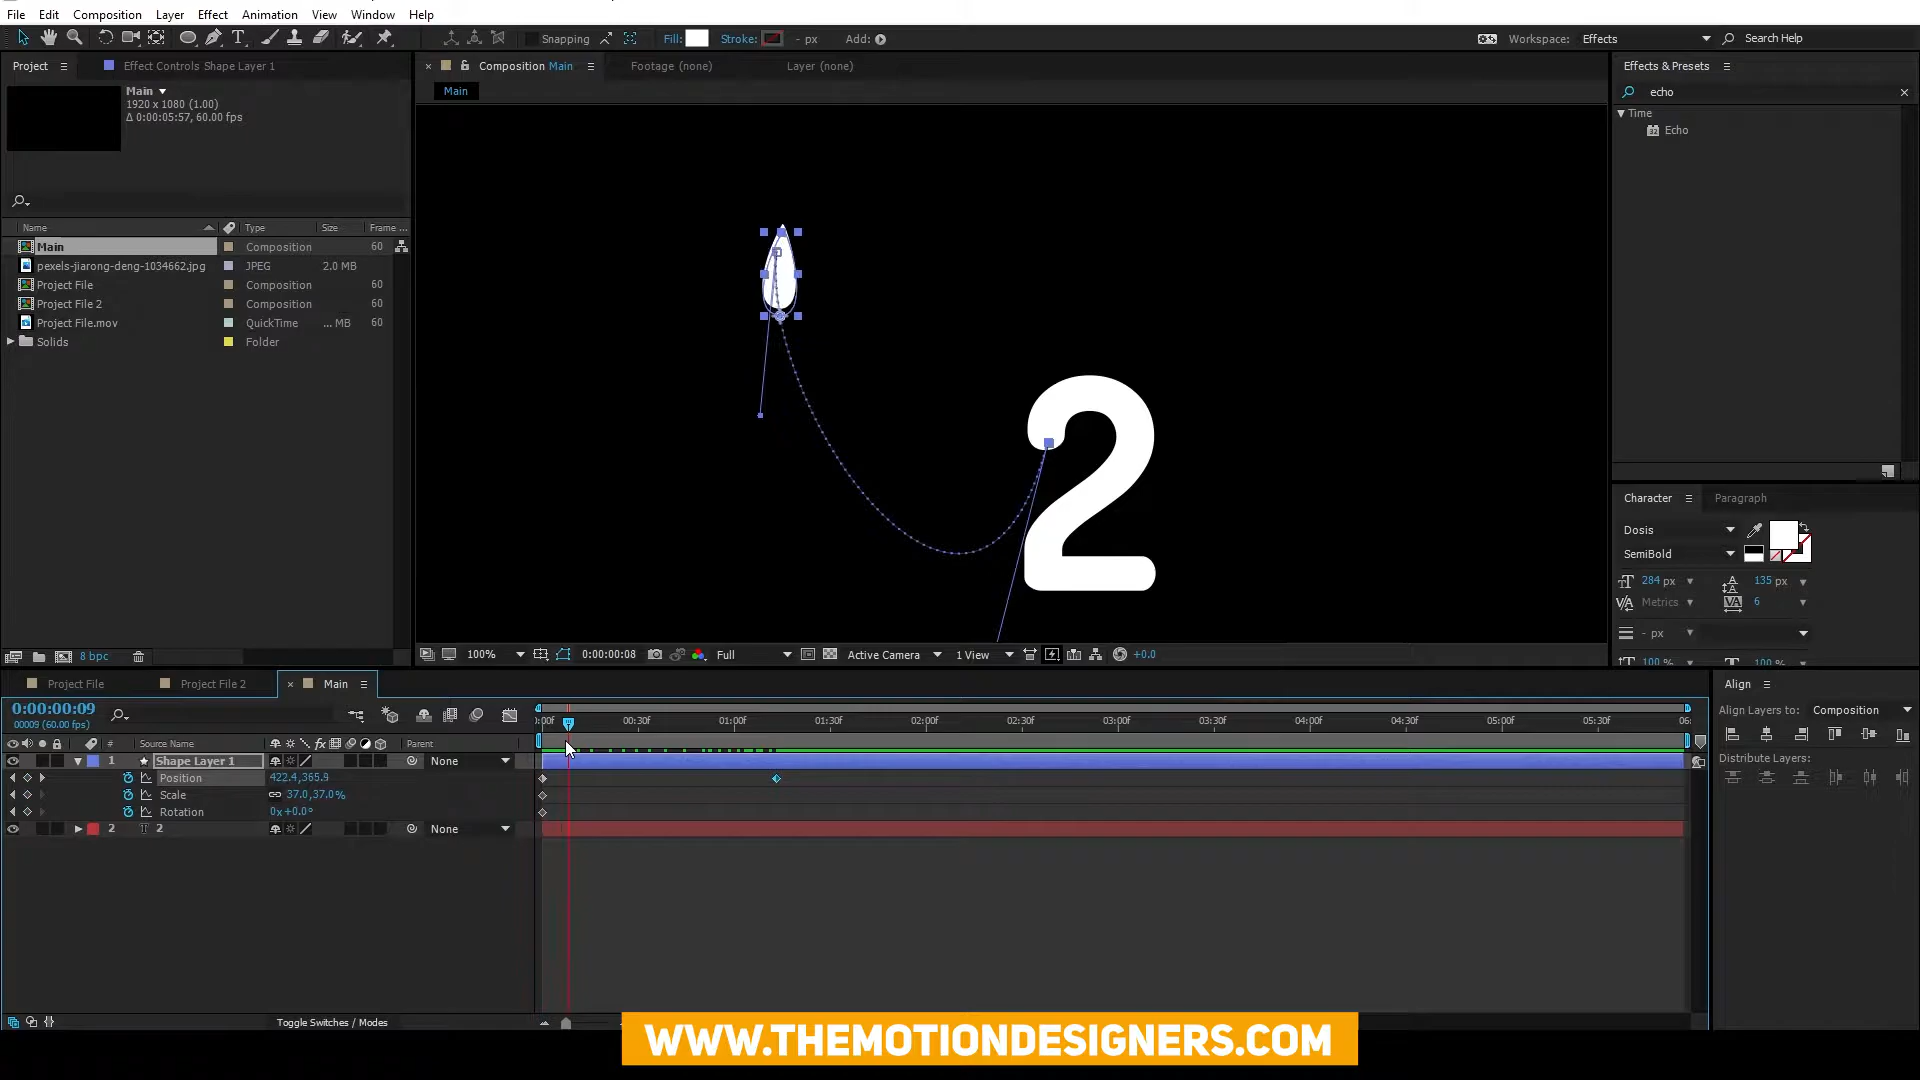 File Edit Composition Layer Effect Animation View Window Help
Snapping Fill: Stroke: - px Add: Workspace: Effects Search Help
Project Effect Controls Shape Layer 1 Composition Main Footage (none) Layer (none) Effects & Presets
Main
1920 x 1080 (1.00)
Δ 0:00:05:57, 60.00 fps
Main
echo
Time
Echo
Name Type Size Frame ...
Main Composition 60
pexels-jiarong-deng-1034662.jpg JPEG 2.0 MB
Project File Composition 60
Project File 2 Composition 60
Project File.mov QuickTime ... MB 60
Solids Folder
2
Character Paragraph
Dosis
SemiBold
284 px 135 px
Metrics 6
- px
100 %
8 bpc
100% 0:00:00:08 Full Active Camera 1 View +0.0
Project File Project File 2 Main
Align
0:00:00:09
00009 (60.00 fps)
Align Layers to: Composition
Distribute Layers:
:00f 00:30f 01:00f 01:30f 02:00f 02:30f 03:00f 03:30f 04:00f 04:30f 05:00f 05:30f 06:
# Source Name fx Parent
1 Shape Layer 1 None
Position 422.4,365.9
Scale 37.0,37.0%
Rotation 0x+0.0°
2 T 2 None
Toggle Switches / Modes
WWW.THEMOTIONDESIGNERS.COM